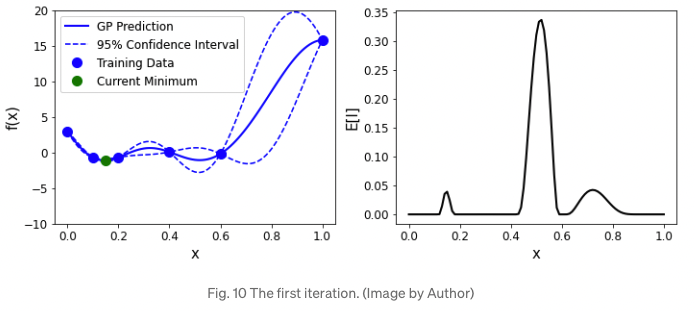 20
15
10
5
0
−5
−10
f(x)
GP Prediction
95% Confidence Interval
Training Data
Current Minimum
0.0 0.2 0.4 0.6 0.8 1.0
x
0.35
0.30
0.25
0.20
0.15
0.10
0.05
0.00
E[I]
0.0 0.2 0.4 0.6 0.8 1.0
x
Fig. 10 The first iteration. (Image by Author)